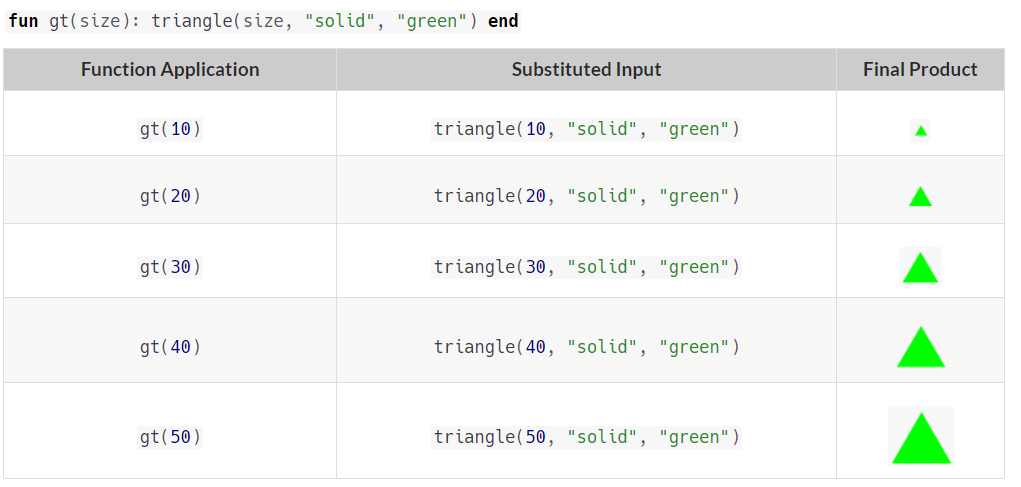 fun gt(size): triangle(size, "solid", "green") end
Function Application Substituted Input Final Product
gt(10) triangle(10, "solid", "green")
gt(20) triangle(20, "solid", "green")
gt(30) triangle(30, "solid", "green")
gt(40) triangle(40, "solid", "green")
gt(50) triangle(50, "solid", "green")